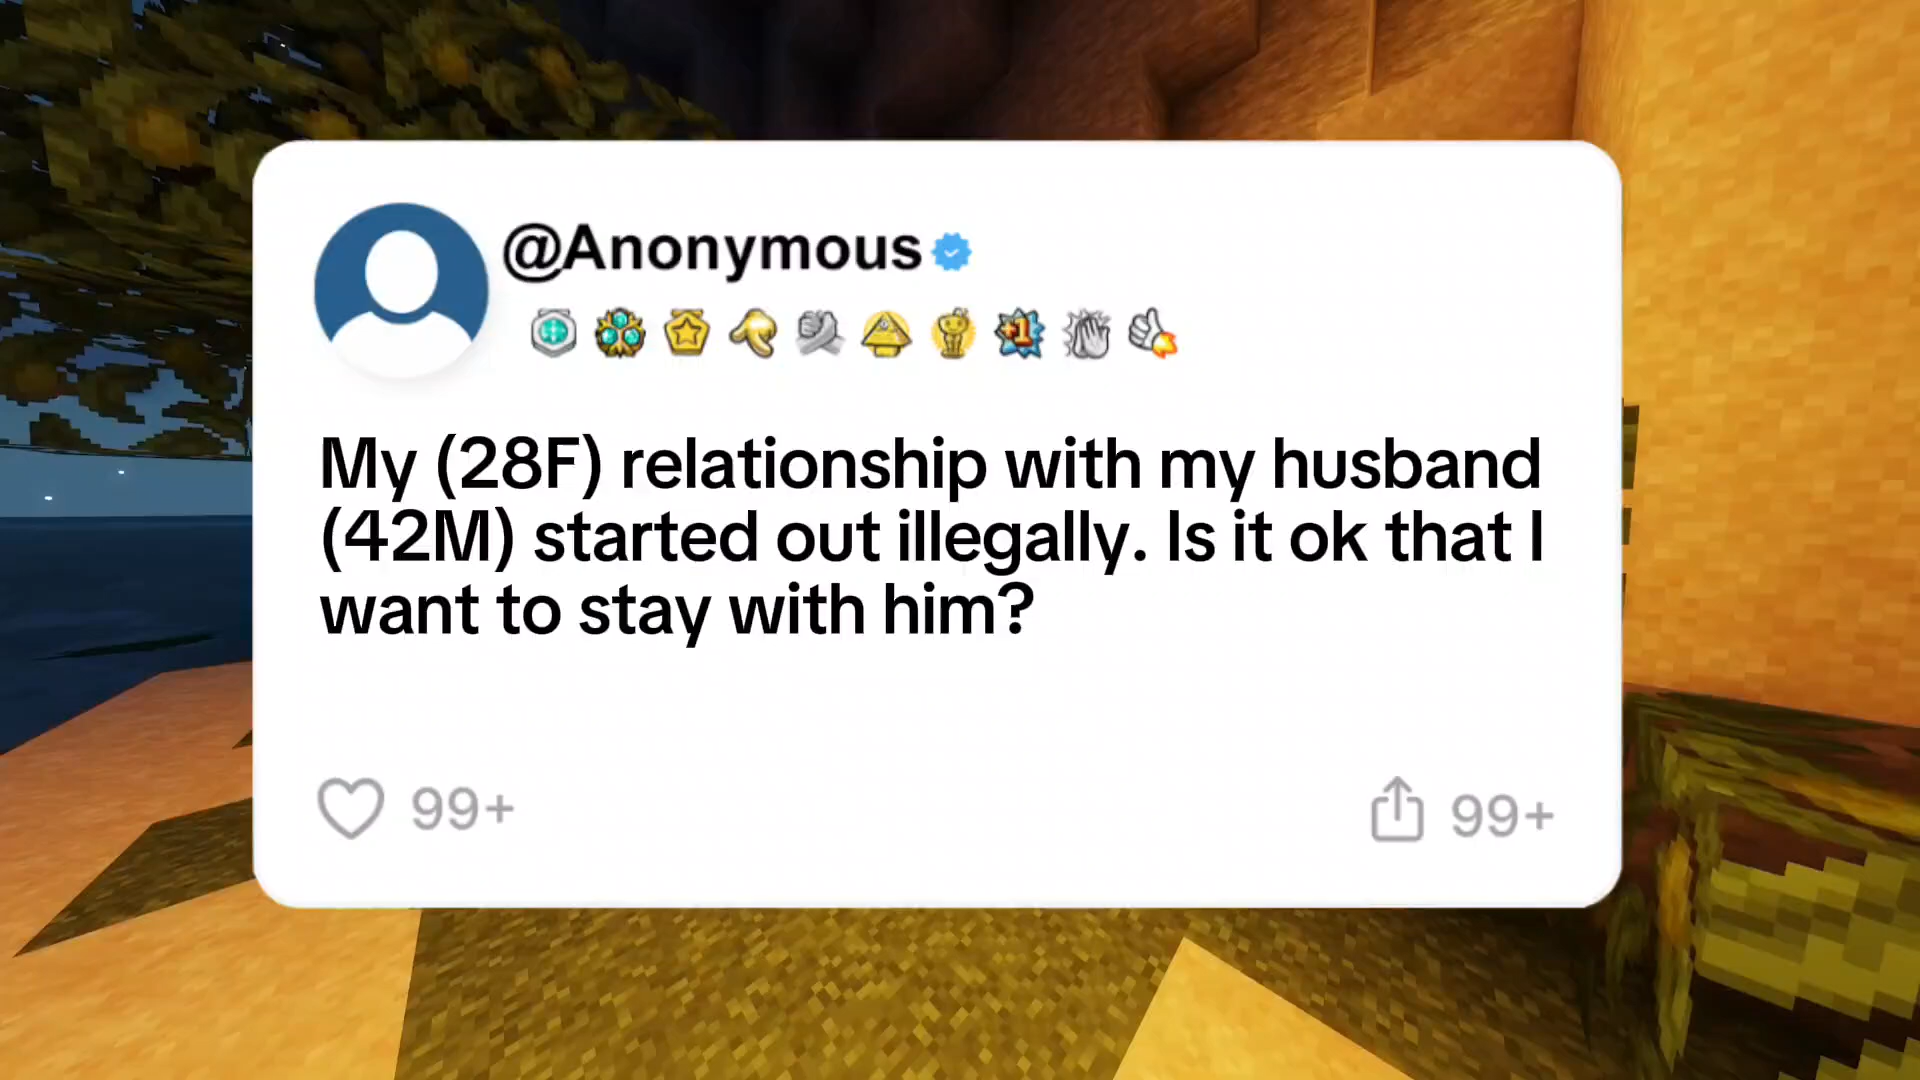 @Anonymous
+1
My (28F) relationship with my husband
(42M) started out illegally. Is it ok that I
want to stay with him?
99+
99+